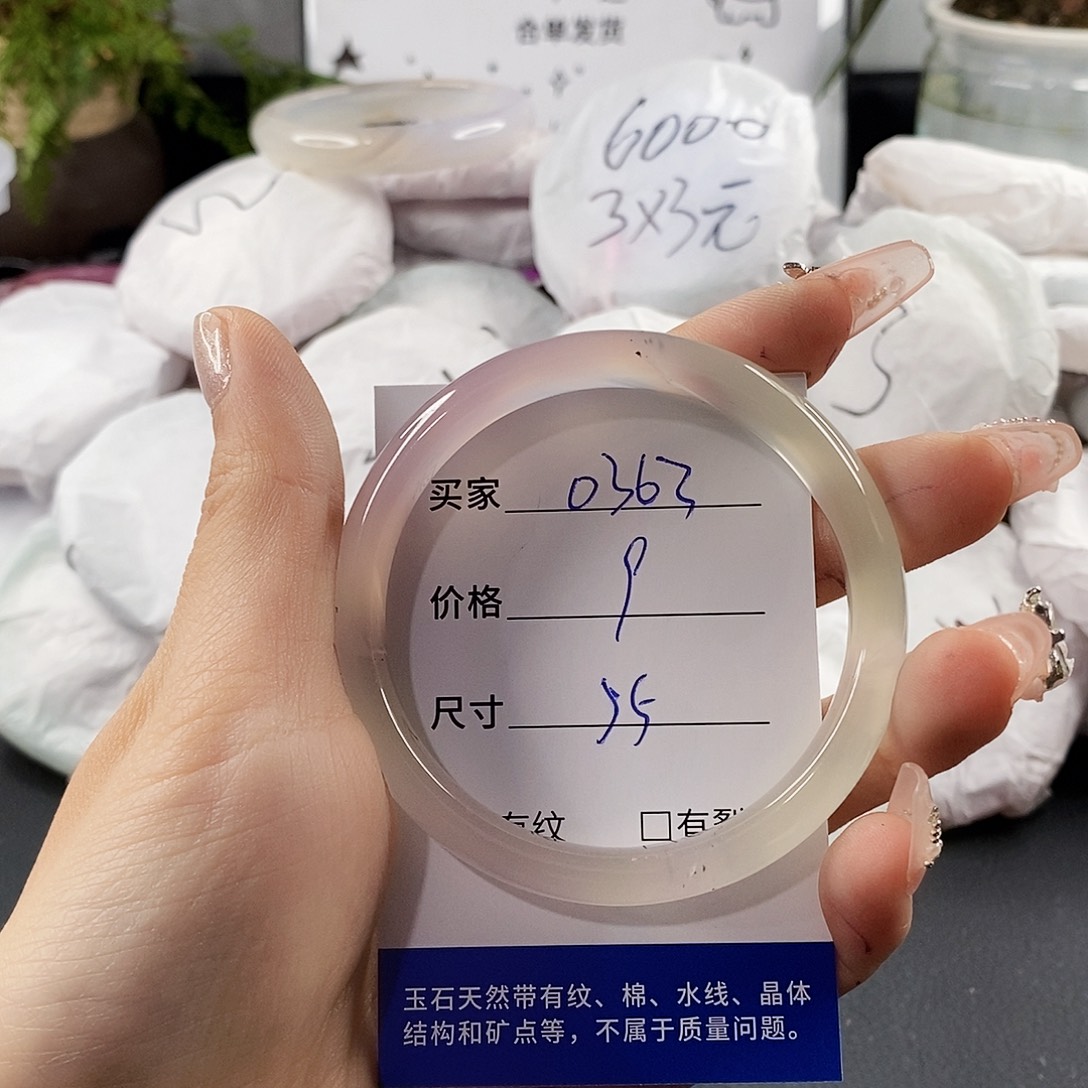 合单发货
6000
3X3元
买家 0363
价格 9
尺寸 55
有纹 □有裂
玉石天然带有纹、棉、水线、晶体
结构和矿点等，不属于质量问题。